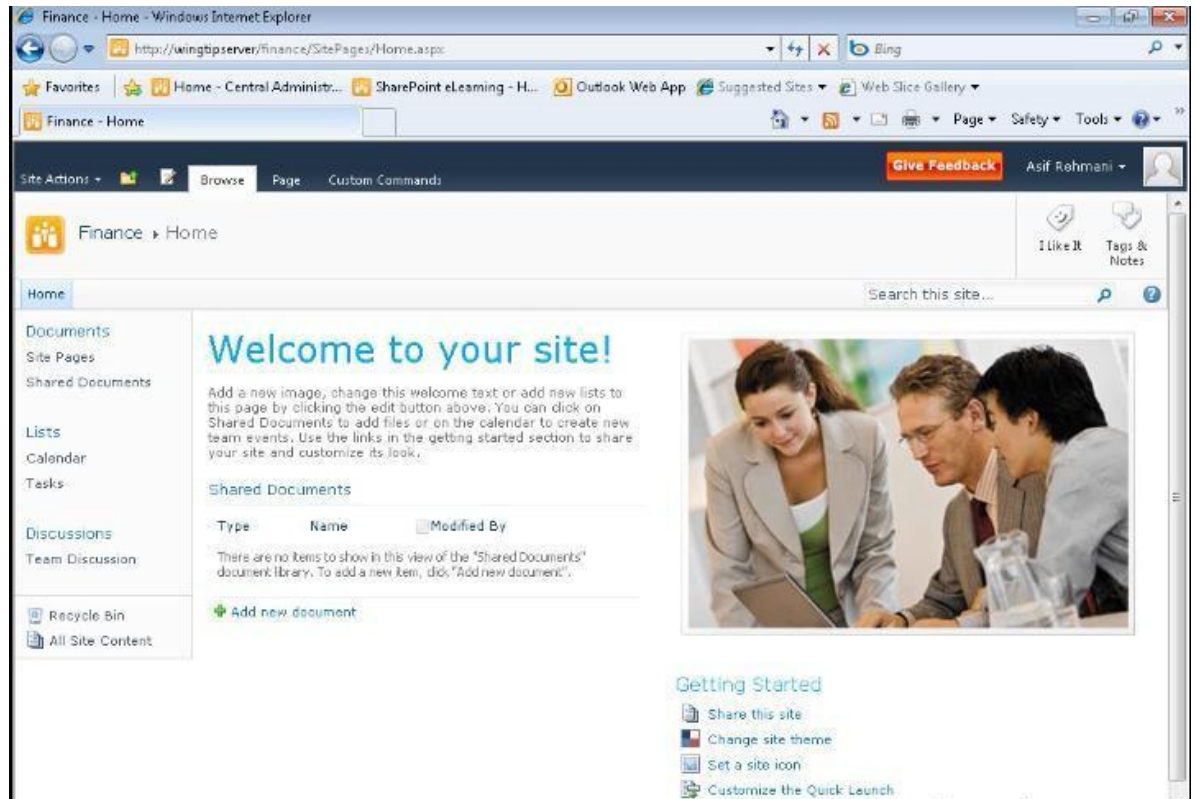 Finance - Home - Windows Internet Explorer
http://wingtipserver/finance/SitePages/Home.aspx
Bing
Favorites
Home - Central Administr...
SharePoint eLearning - H...
Outlook Web App
Suggested Sites
Web Slice Gallery
Finance - Home
Page
Safety
Tools
Site Actions
Browse
Page
Custom Commands
Give Feedback
Asif Rehmani
Finance
Home
I Like It
Tags &
Notes
Home
Search this site...
Documents
Site Pages
Shared Documents
Lists
Calendar
Tasks
Discussions
Team Discussion
Recycle Bin
All Site Content
Welcome to your site!
Add a new image, change this welcome text or add new lists to
this page by clicking the edit button above. You can click on
Shared Documents to add files or on the calendar to create new
team events. Use the links in the getting started section to share
your site and customize its look.
Shared Documents
Type Name Modified By
There are no items to show in this view of the "Shared Documents"
document library. To add a new item, click "Add new document".
Add new document
Getting Started
Share this site
Change site theme
Set a site icon
Customize the Quick Launch